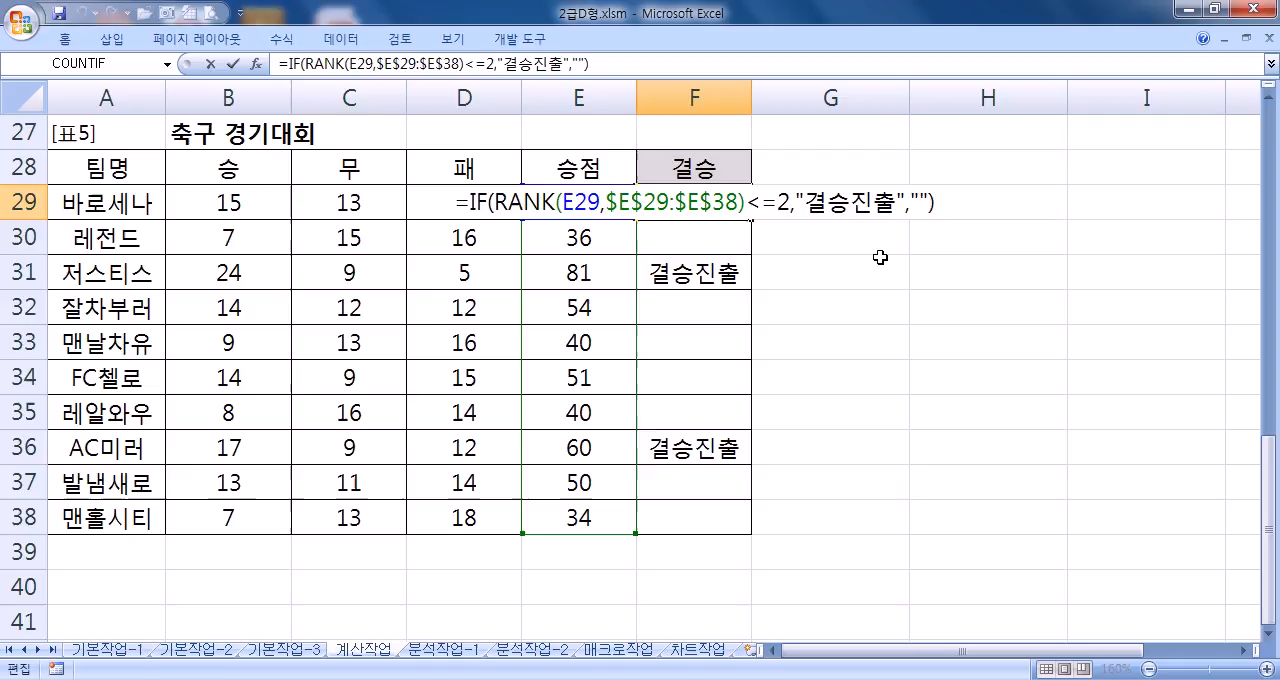 2급D형.xlsm - Microsoft Excel
홈 삽입 페이지 레이아웃 수식 데이터 검토 보기 개발 도구
COUNTIF =IF(RANK(E29,$E$29:$E$38)<=2,"결승진출","")
A B C D E F G H I
27 [표5] 축구 경기대회
28 팀명 승 무 패 승점 결승
29 바로세나 15 13 =IF(RANK(E29,$E$29:$E$38)<=2,"결승진출","")
30 레전드 7 15 16 36
31 저스티스 24 9 5 81 결승진출
32 잘차부러 14 12 12 54
33 맨날차유 9 13 16 40
34 FC첼로 14 9 15 51
35 레알와우 8 16 14 40
36 AC미러 17 9 12 60 결승진출
37 발냄새로 13 11 14 50
38 맨홀시티 7 13 18 34
39
40
41
기본작업-1 기본작업-2 기본작업-3 계산작업 분석작업-1 분석작업-2 매크로작업 차트작업
편집 160%